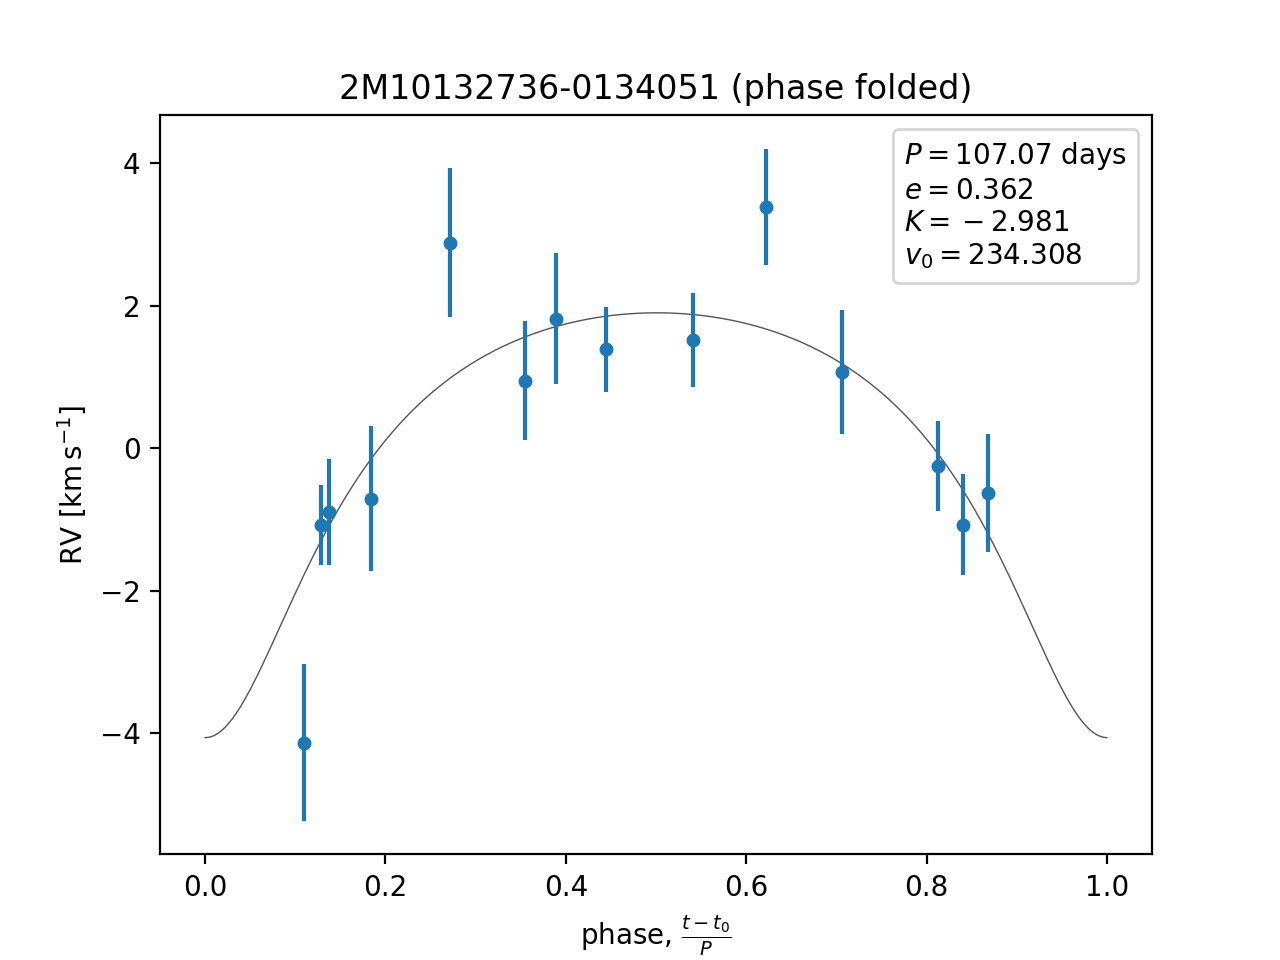 2M10132736-0134051 (phase folded)
P = 107.07 days
e = 0.362
K = −2.981
v₀ = 234.308
4
2
0
−2
−4
RV [km s⁻¹]
0.0 0.2 0.4 0.6 0.8 1.0
phase, (t − t₀)/P